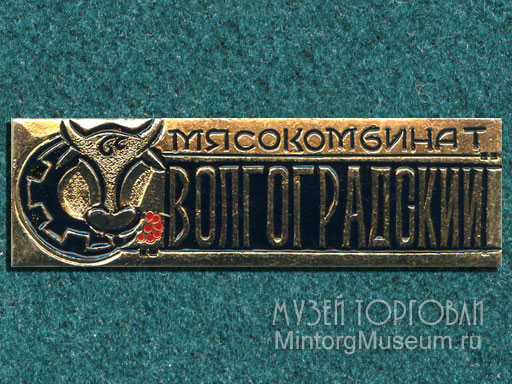 МЯСОКОМБИНАТ
ВОЛГОГРАДСКИЙ
МУЗЕЙ ТОРГОВЛИ
MintorgMuseum.ru